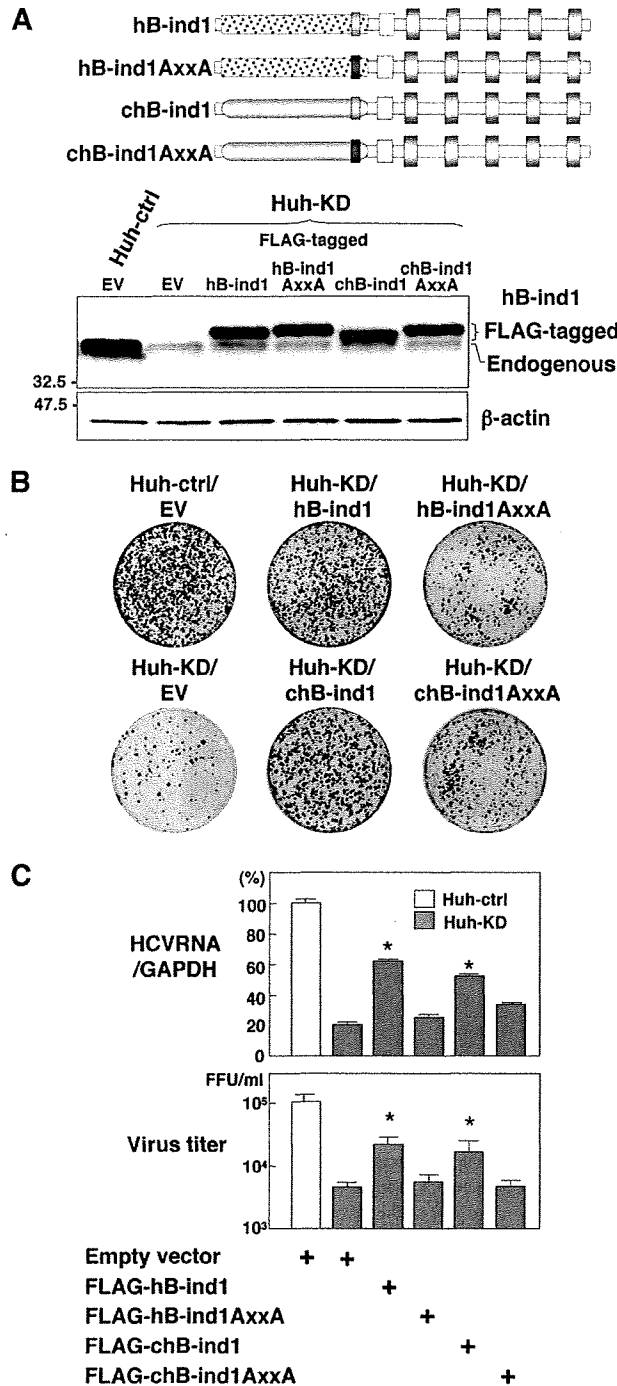 A
hB-ind1
hB-ind1AxxA
chB-ind1
chB-ind1AxxA
Huh-ctrl
Huh-KD
FLAG-tagged
EV EV hB-ind1 hB-ind1 AxxA chB-ind1 chB-ind1 AxxA
hB-ind1
FLAG-tagged
Endogenous
32.5
47.5
β-actin
B
Huh-ctrl/ EV
Huh-KD/ hB-ind1
Huh-KD/ hB-ind1AxxA
Huh-KD/ EV
Huh-KD/ chB-ind1
Huh-KD/ chB-ind1AxxA
C
(%)
100
80
60
40
20
0
HCVRNA
/GAPDH
Huh-ctrl
Huh-KD
* *
FFU/ml
10⁵
10⁴
10³
Virus titer
* *
Empty vector + +
FLAG-hB-ind1 +
FLAG-hB-ind1AxxA +
FLAG-chB-ind1 +
FLAG-chB-ind1AxxA +